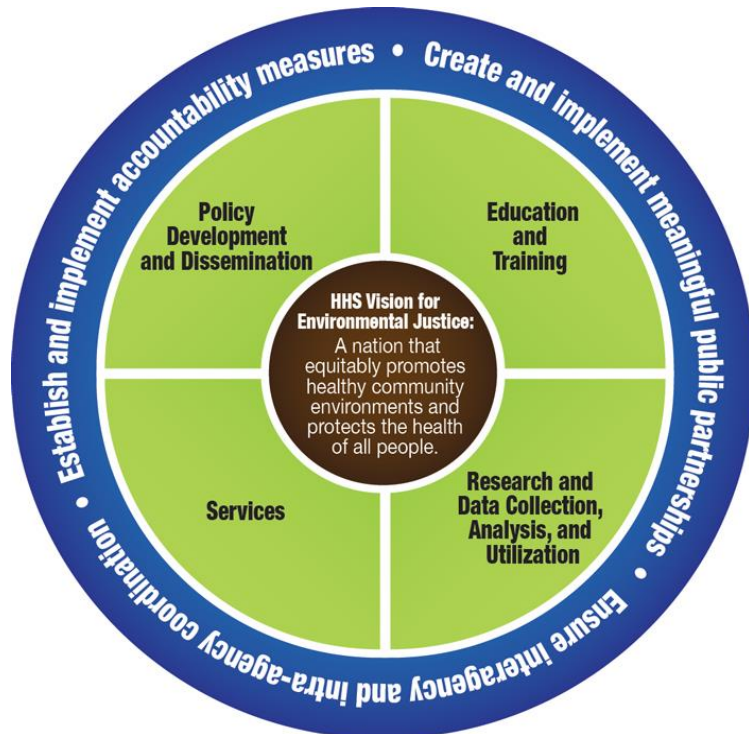 Establish and implement accountability measures • Create and implement meaningful public partnerships • Ensure interagency and intra-agency coordination •
Policy
Development
and Dissemination
Education
and
Training
HHS Vision for
Environmental Justice:
A nation that
equitably promotes
healthy community
environments and
protects the health
of all people.
Services
Research and
Data Collection,
Analysis, and
Utilization